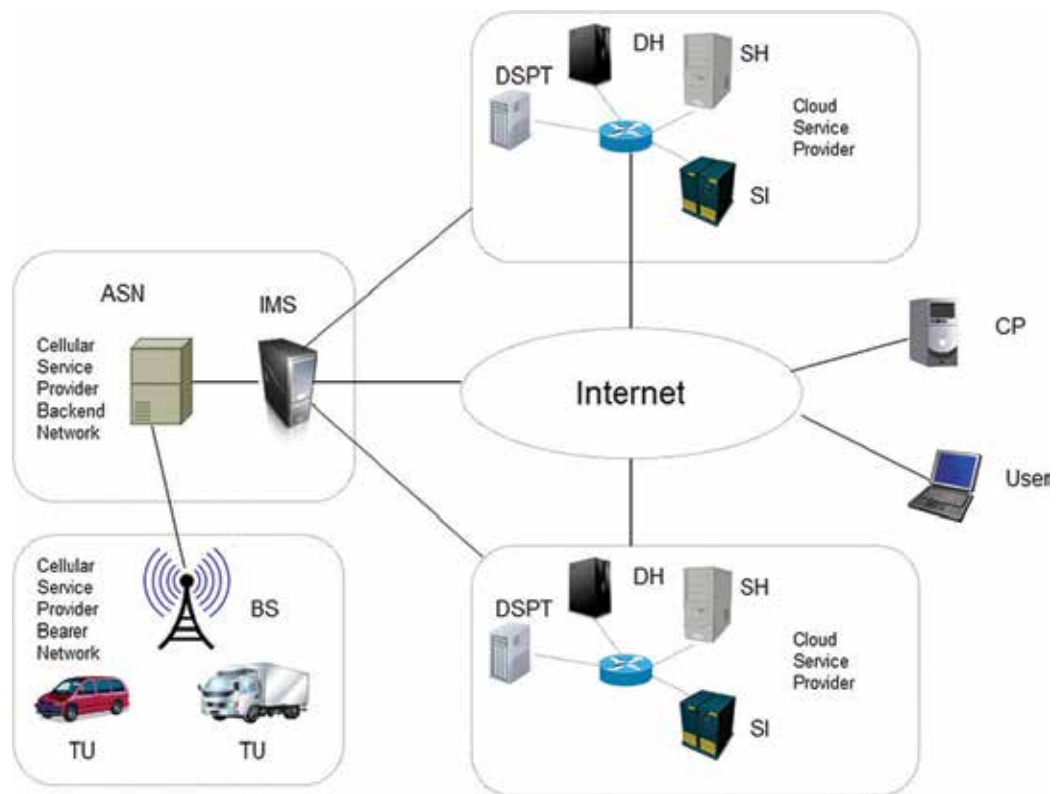 DH
SH
DSPT
Cloud
Service
Provider
SI
ASN
IMS
Cellular
Service
Provider
Backend
Network
Internet
CP
User
Cellular
Service
Provider
Bearer
Network
BS
TU
TU
DH
SH
DSPT
Cloud
Service
Provider
SI